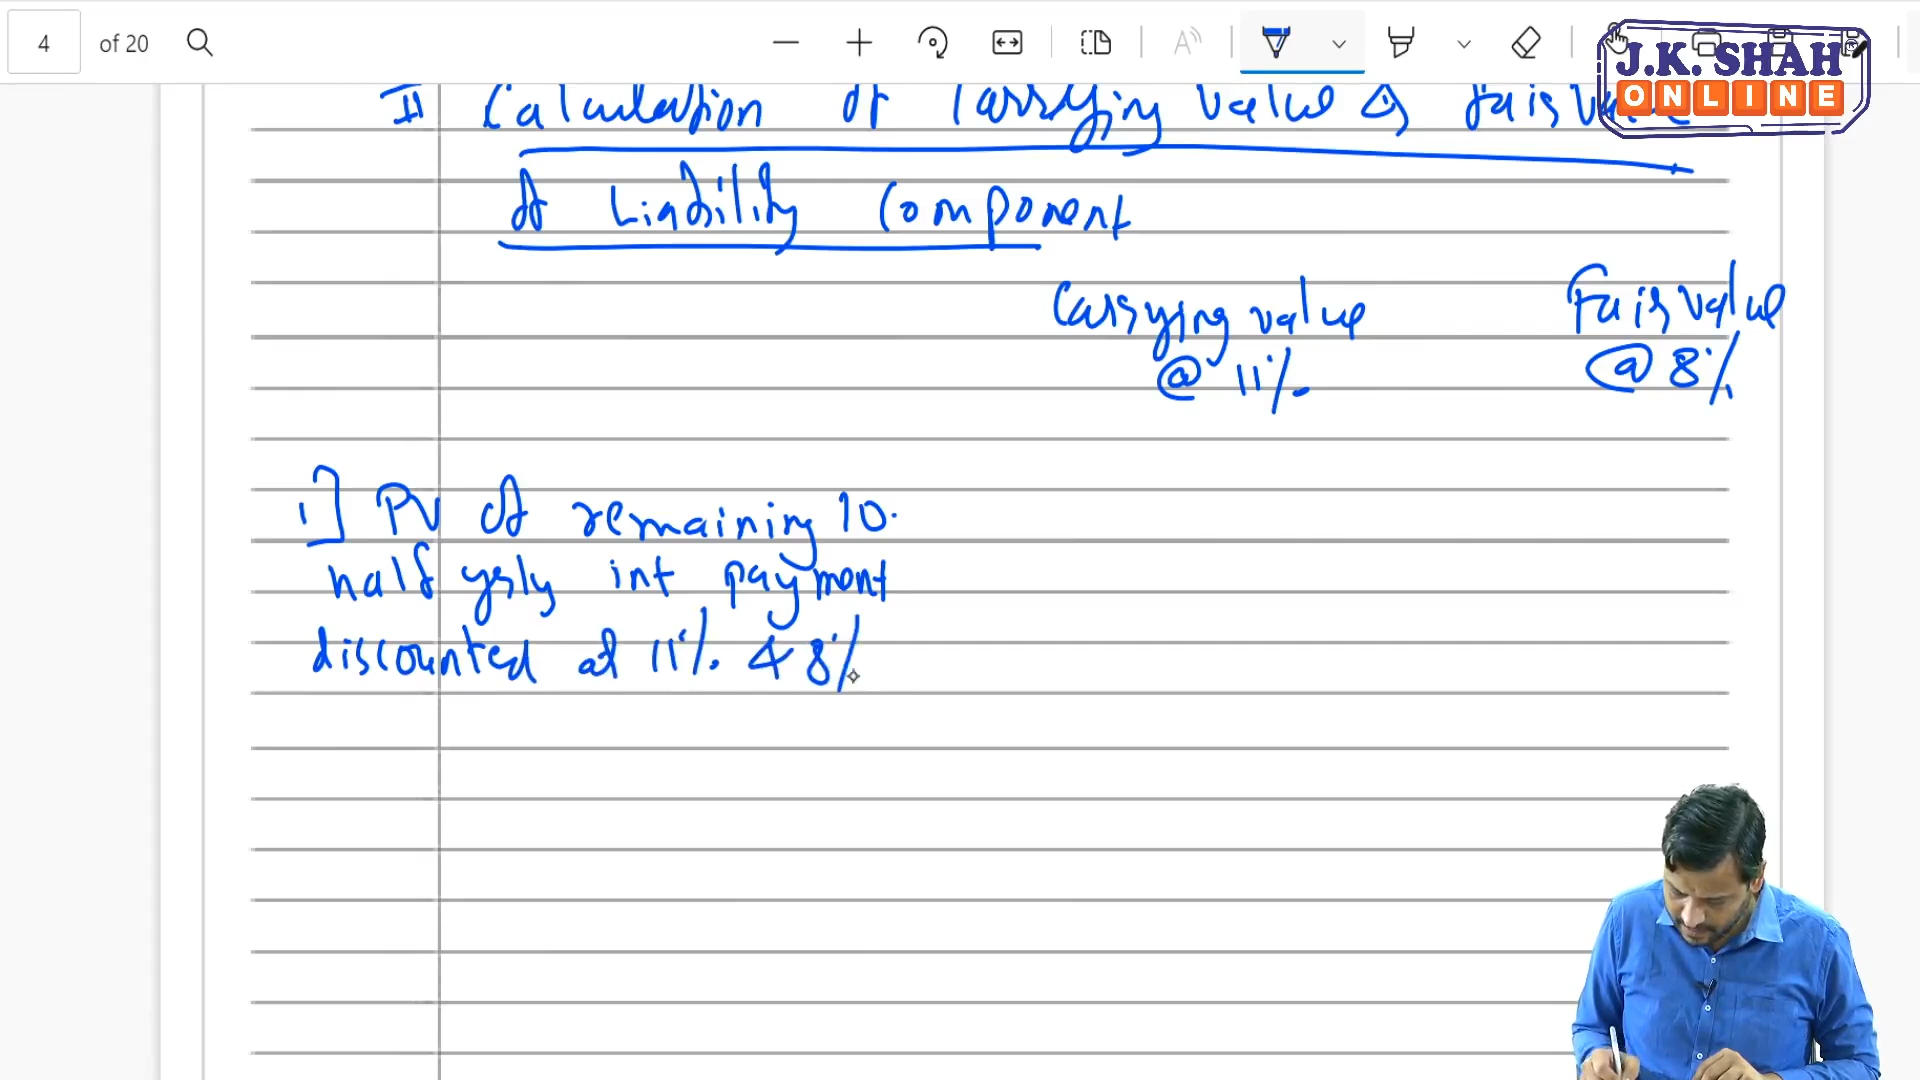 4 of 20
J.K. SHAH
ONLINE
II Calculation of Carrying value & fair
of Liability Component
Carrying value Fair value
@ 11% @ 8%
1] PV of remaining 10
half yrly int payment
discounted at 11% & 8%